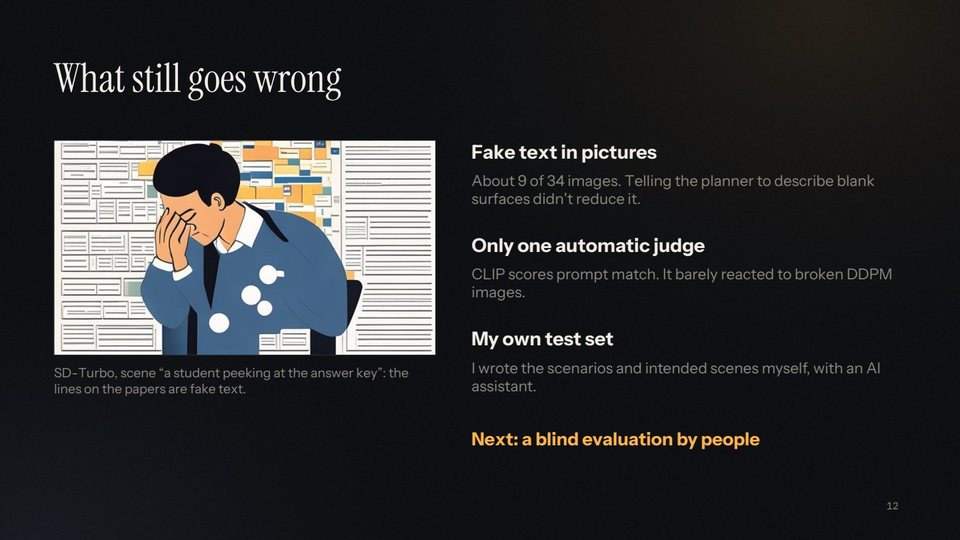 What still goes wrong
SD-Turbo, scene “a student peeking at the answer key”: the
lines on the papers are fake text.
Fake text in pictures
About 9 of 34 images. Telling the planner to describe blank
surfaces didn’t reduce it.
Only one automatic judge
CLIP scores prompt match. It barely reacted to broken DDPM
images.
My own test set
I wrote the scenarios and intended scenes myself, with an AI
assistant.
Next: a blind evaluation by people
12